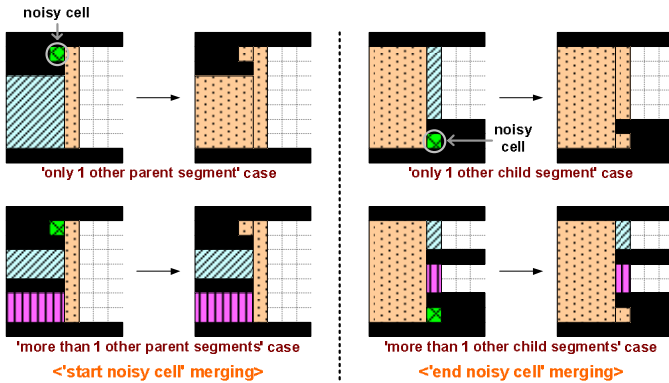 noisy cell
noisy
cell
'only 1 other parent segment' case
'only 1 other child segment' case
'more than 1 other parent segments' case
'more than 1 other child segments' case
<'start noisy cell' merging>
<'end noisy cell' merging>